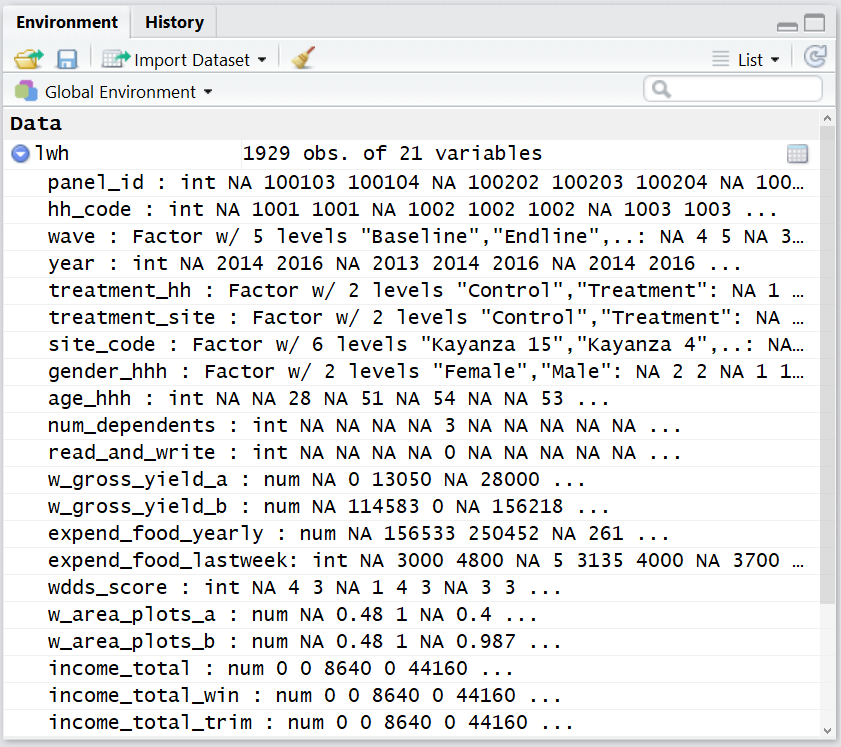 Environment History
Import Dataset List
Global Environment
Data
lwh 1929 obs. of 21 variables
panel_id : int NA 100103 100104 NA 100202 100203 100204 NA 100…
hh_code : int NA 1001 1001 NA 1002 1002 1002 NA 1003 1003 ...
wave : Factor w/ 5 levels "Baseline","Endline",..: NA 4 5 NA 3…
year : int NA 2014 2016 NA 2013 2014 2016 NA 2014 2016 ...
treatment_hh : Factor w/ 2 levels "Control","Treatment": NA 1 …
treatment_site : Factor w/ 2 levels "Control","Treatment": NA …
site_code : Factor w/ 6 levels "Kayanza 15","Kayanza 4",..: NA…
gender_hhh : Factor w/ 2 levels "Female","Male": NA 2 2 NA 1 1…
age_hhh : int NA NA 28 NA 51 NA 54 NA NA 53 ...
num_dependents : int NA NA NA NA 3 NA NA NA NA NA ...
read_and_write : int NA NA NA NA 0 NA NA NA NA NA ...
w_gross_yield_a : num NA 0 13050 NA 28000 ...
w_gross_yield_b : num NA 114583 0 NA 156218 ...
expend_food_yearly : num NA 156533 250452 NA 261 ...
expend_food_lastweek: int NA 3000 4800 NA 5 3135 4000 NA 3700 …
wdds_score : int NA 4 3 NA 1 4 3 NA 3 3 ...
w_area_plots_a : num NA 0.48 1 NA 0.4 ...
w_area_plots_b : num NA 0.48 1 NA 0.987 ...
income_total : num 0 0 8640 0 44160 ...
income_total_win : num 0 0 8640 0 44160 ...
income_total_trim : num 0 0 8640 0 44160 ...